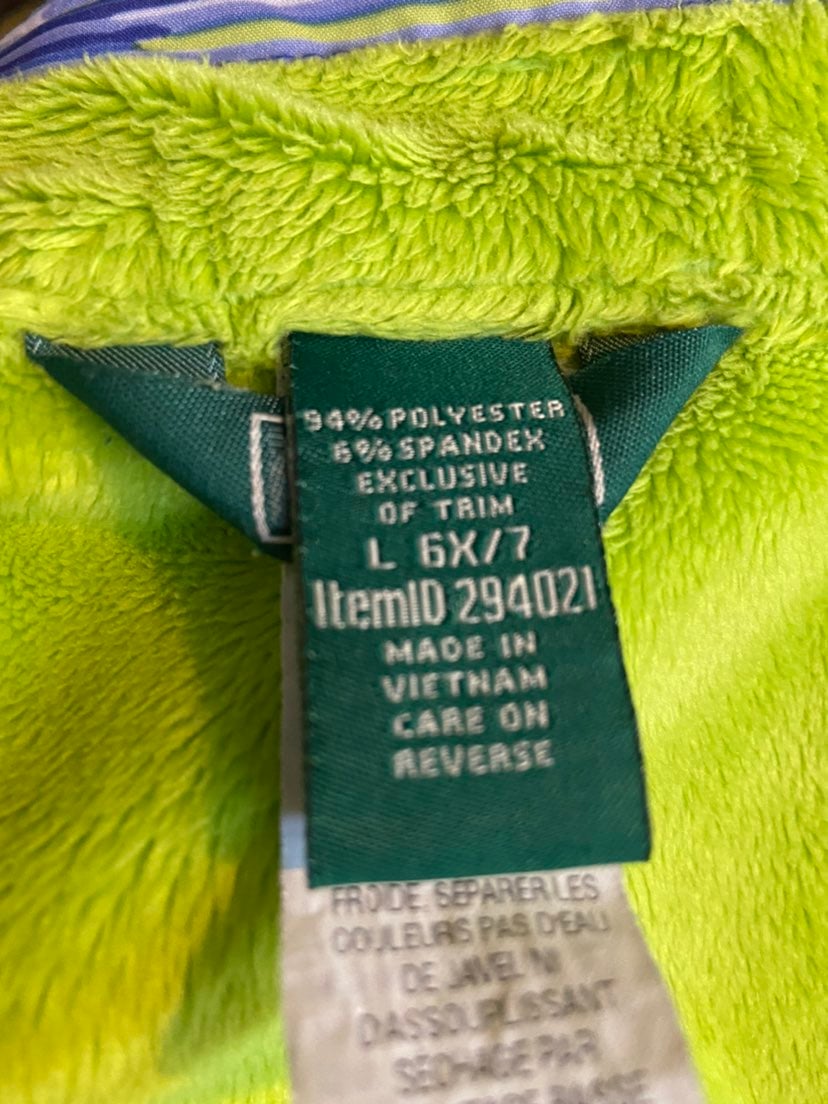 94% POLYESTER
6% SPANDEX
EXCLUSIVE
OF TRIM
L 6X/7
ItemID 294021
MADE IN
VIETNAM
CARE ON
REVERSE
FROIDE SEPARER LES
COULEURS PAS D'EAU
DE JAVEL NI
D'ASSOUPLISSANT
SECHAGE PAR
BASSE